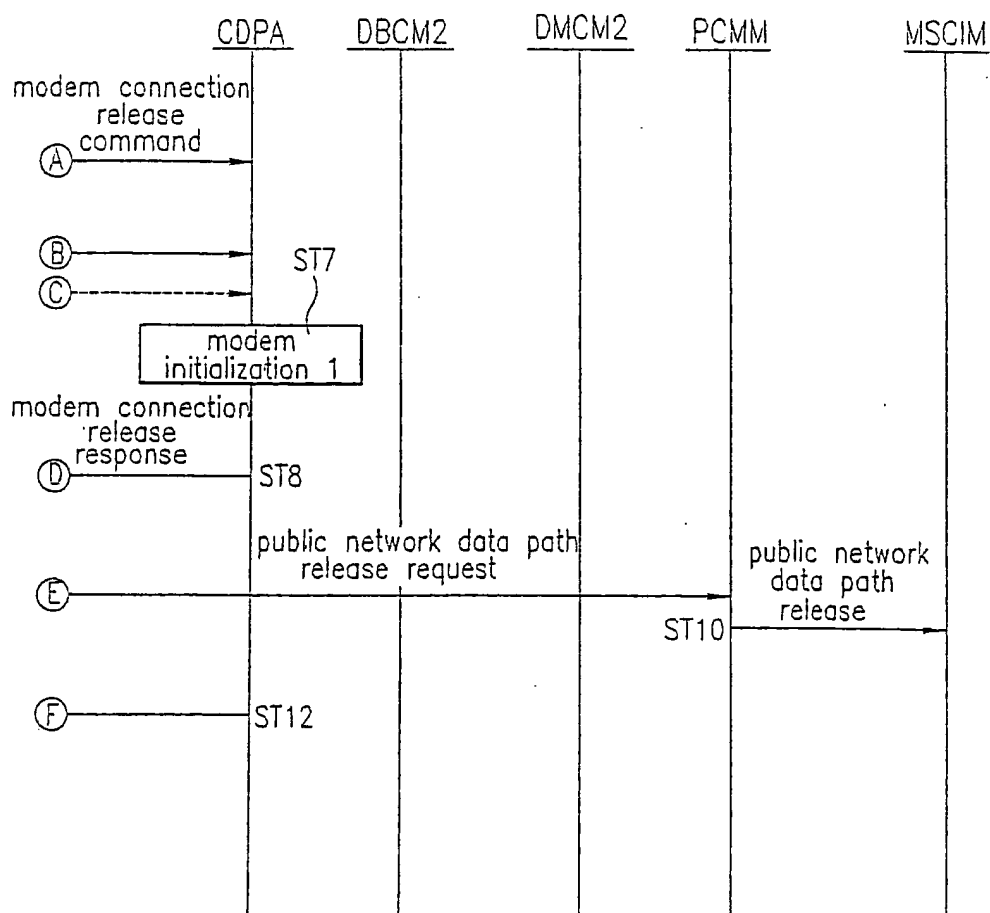 CDPA DBCM2 DMCM2 PCMM MSCIM
modem connection
release
command
A
B
ST7
C
modem
initialization 1
modem connection
release
response
D ST8
public network data path
release request
public network
data path
release
E
ST10
F ST12